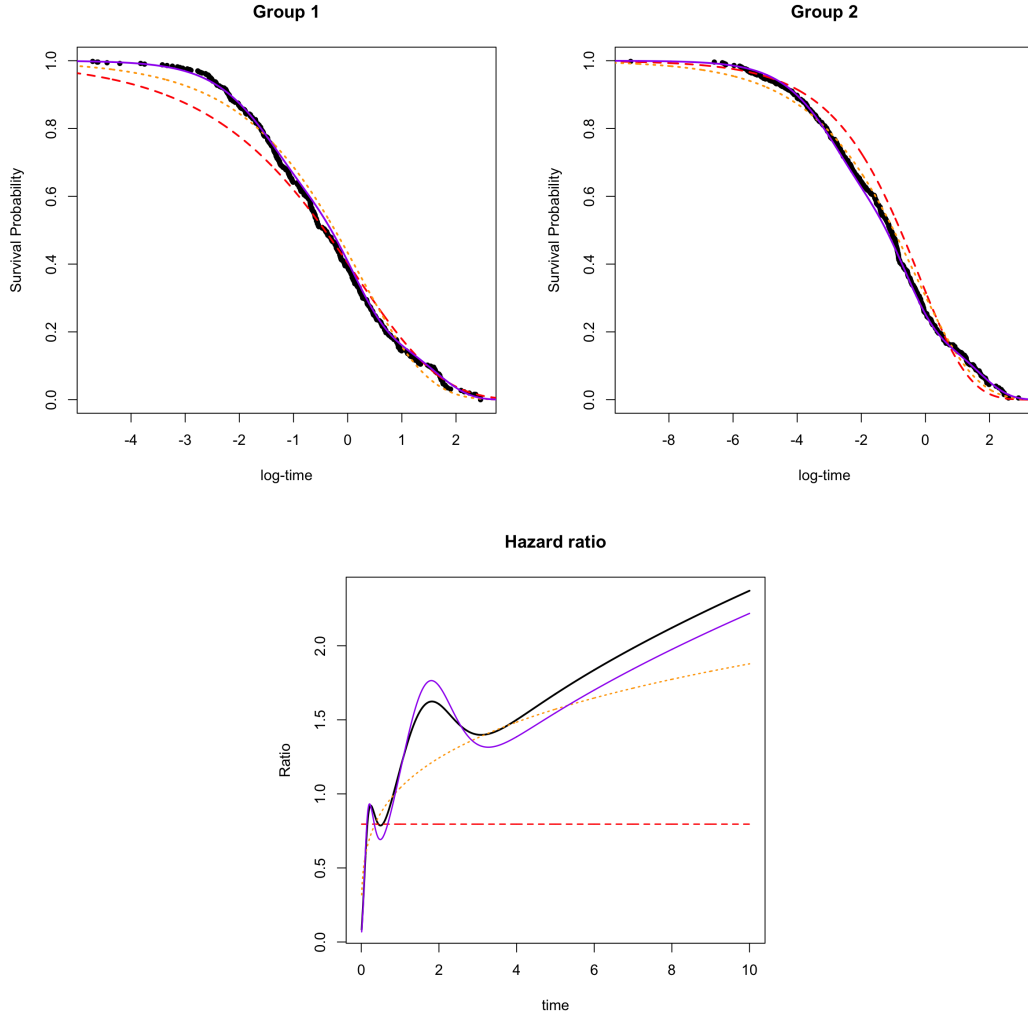 Group 1
Survival Probability
1.0
0.8
0.6
0.4
0.2
0.0
-4 -3 -2 -1 0 1 2
log-time
Group 2
Survival Probability
1.0
0.8
0.6
0.4
0.2
0.0
-8 -6 -4 -2 0 2
log-time
Hazard ratio
Ratio
2.0
1.5
1.0
0.5
0.0
0 2 4 6 8 10
time